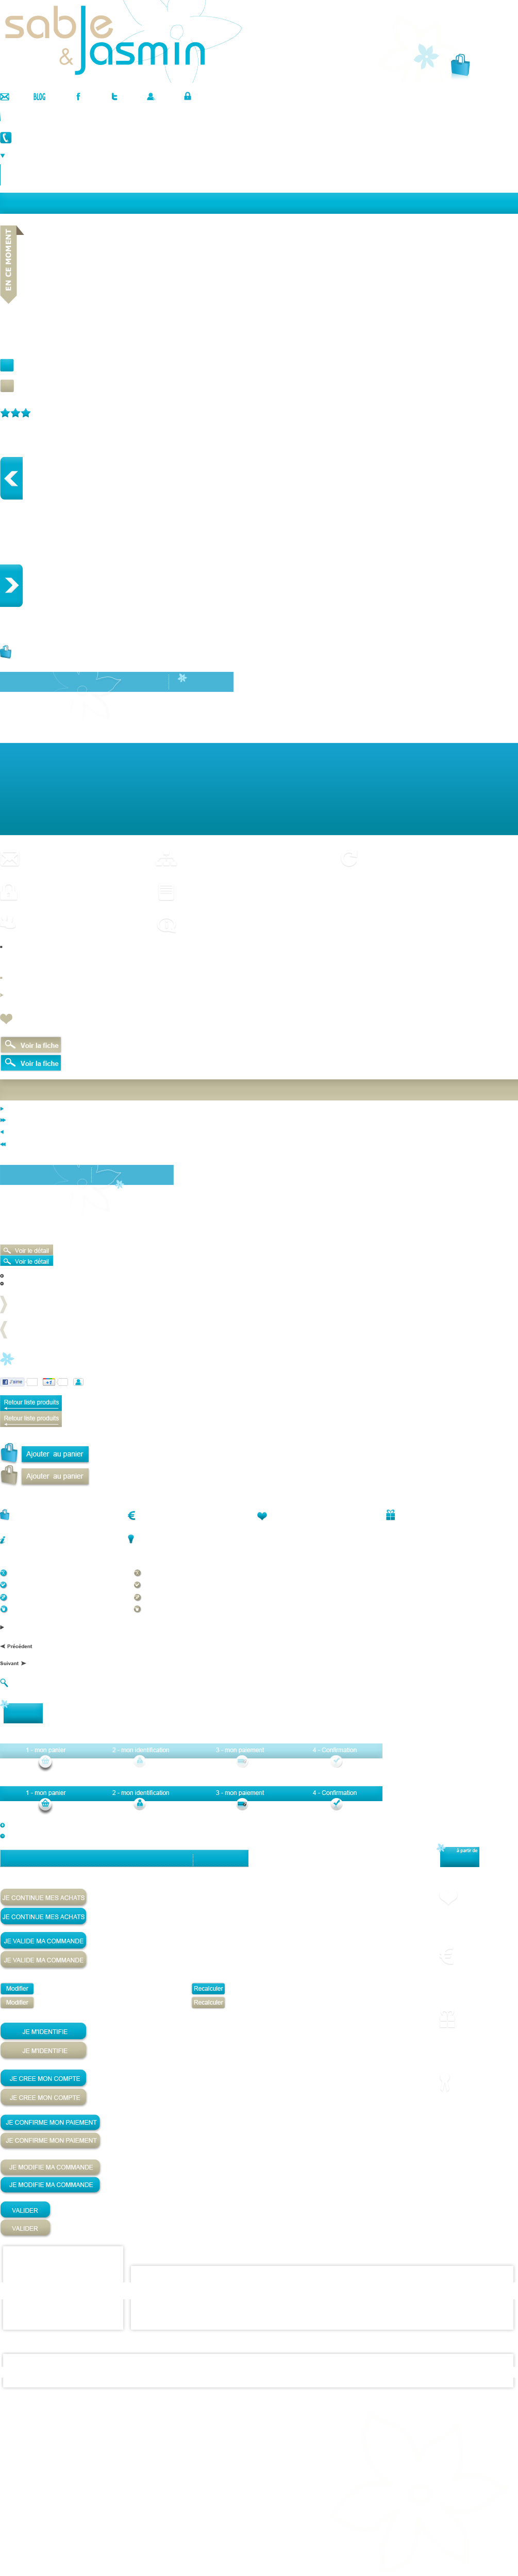 sable
& Jasmin
BLOG
EN CE MOMENT
Voir la fiche
Voir la fiche
Voir le détail
Voir le détail
J'aime +1
Retour liste produits
Retour liste produits
Ajouter au panier
Ajouter au panier
Précédent
Suivant
1 - mon panier 2 - mon identification 3 - mon paiement 4 - Confirmation
1 - mon panier 2 - mon identification 3 - mon paiement 4 - Confirmation
à partir de
JE CONTINUE MES ACHATS
JE CONTINUE MES ACHATS
JE VALIDE MA COMMANDE
JE VALIDE MA COMMANDE
Modifier Recalculer
Modifier Recalculer
JE M'IDENTIFIE
JE M'IDENTIFIE
JE CREE MON COMPTE
JE CREE MON COMPTE
JE CONFIRME MON PAIEMENT
JE CONFIRME MON PAIEMENT
JE MODIFIE MA COMMANDE
JE MODIFIE MA COMMANDE
VALIDER
VALIDER